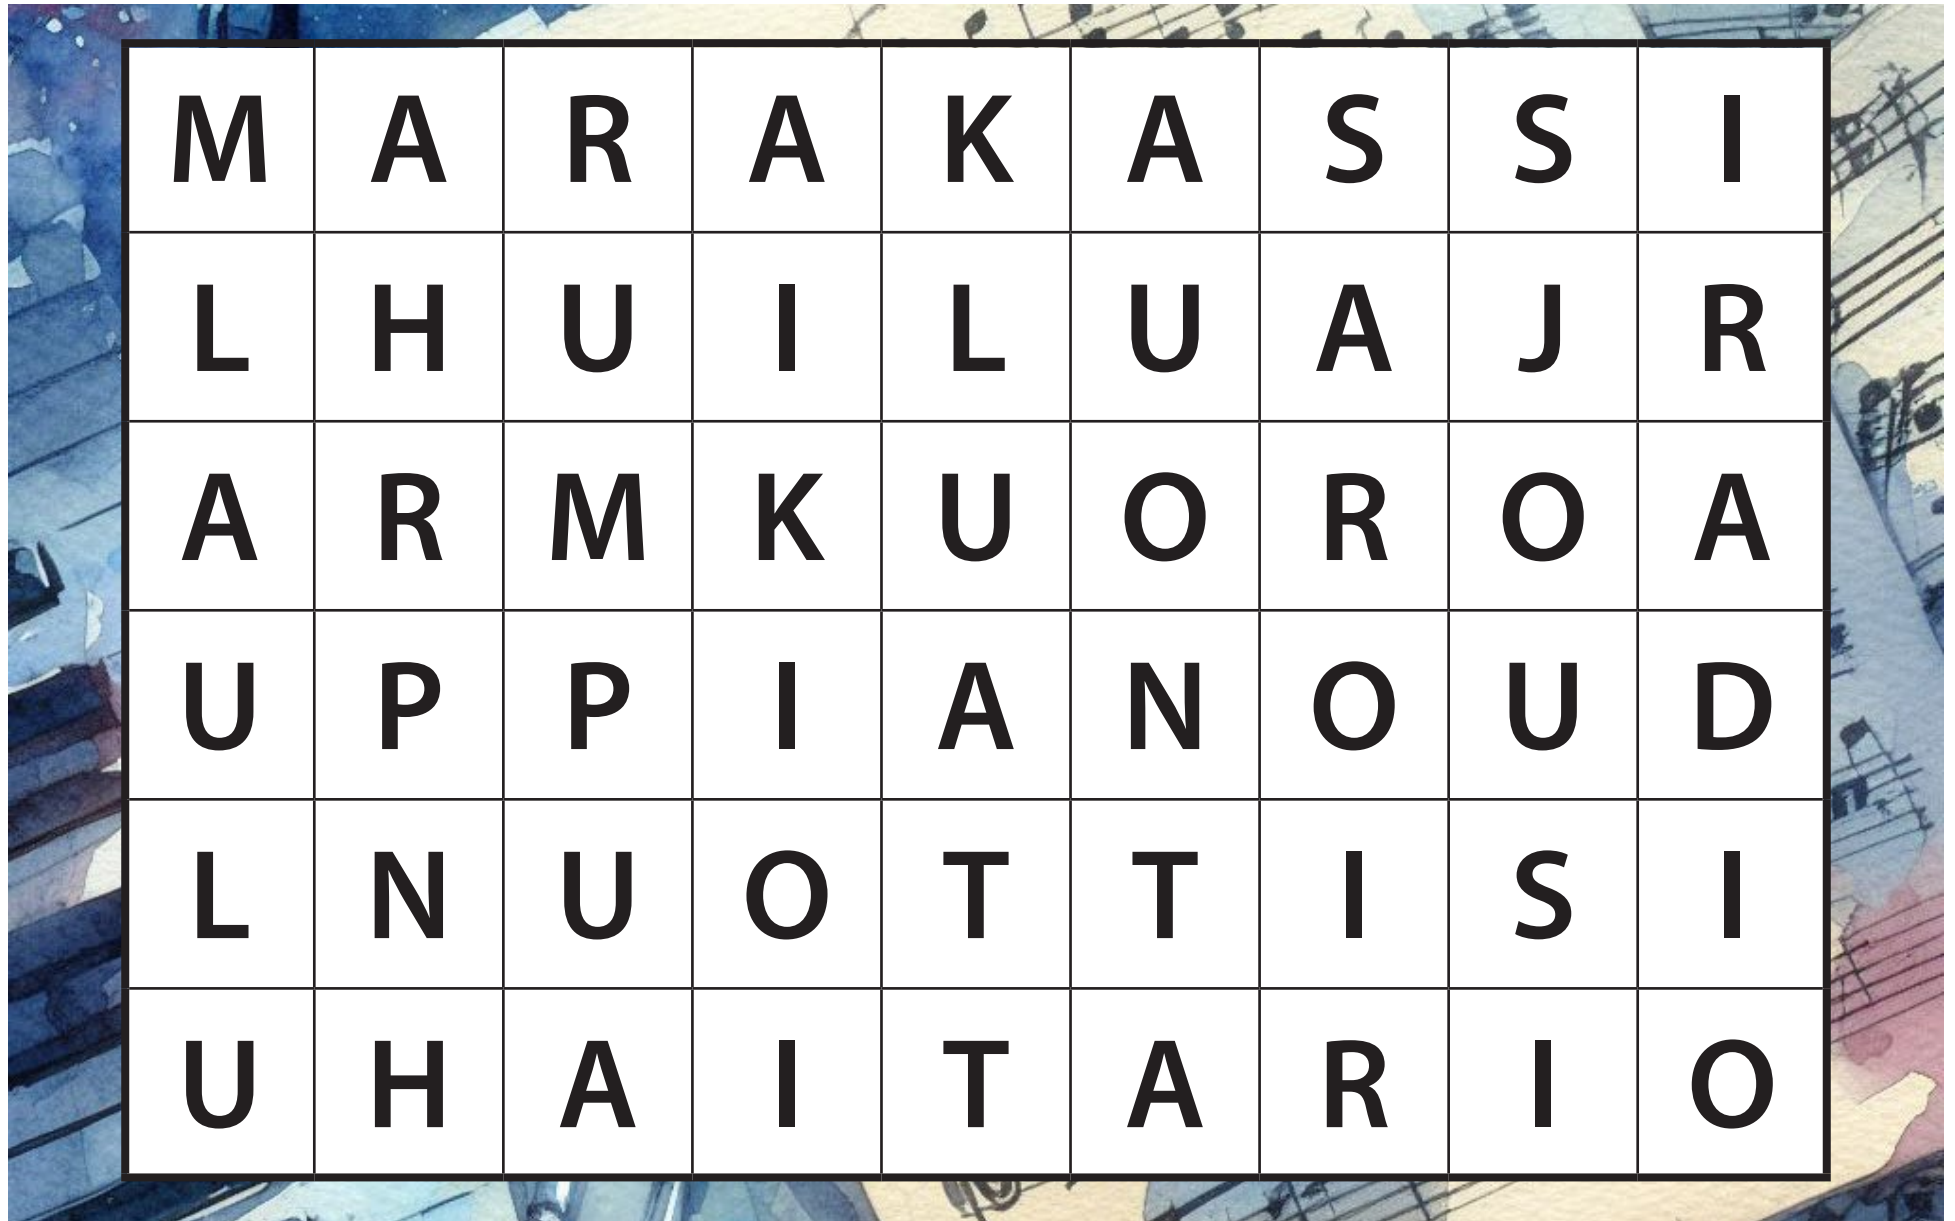 M A R A K A S S I
L H U I L U A J R
A R M K U O R O A
U P P I A N O U D
L N U O T T I S I
U H A I T A R I O